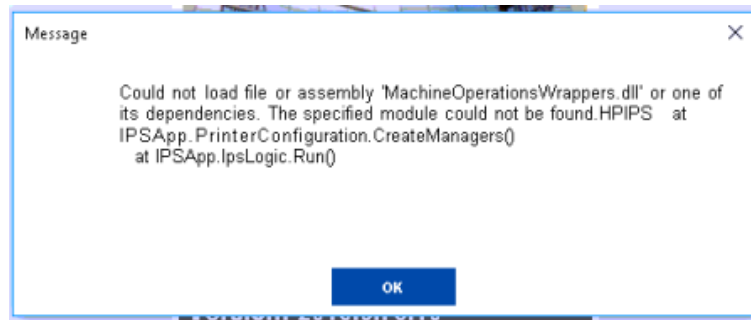 Message
Could not load file or assembly 'MachineOperationsWrappers.dll' or one of
its dependencies. The specified module could not be found.HPIPS at
IPSApp.PrinterConfiguration.CreateManagers()
at IPSApp.IpsLogic.Run()
OK